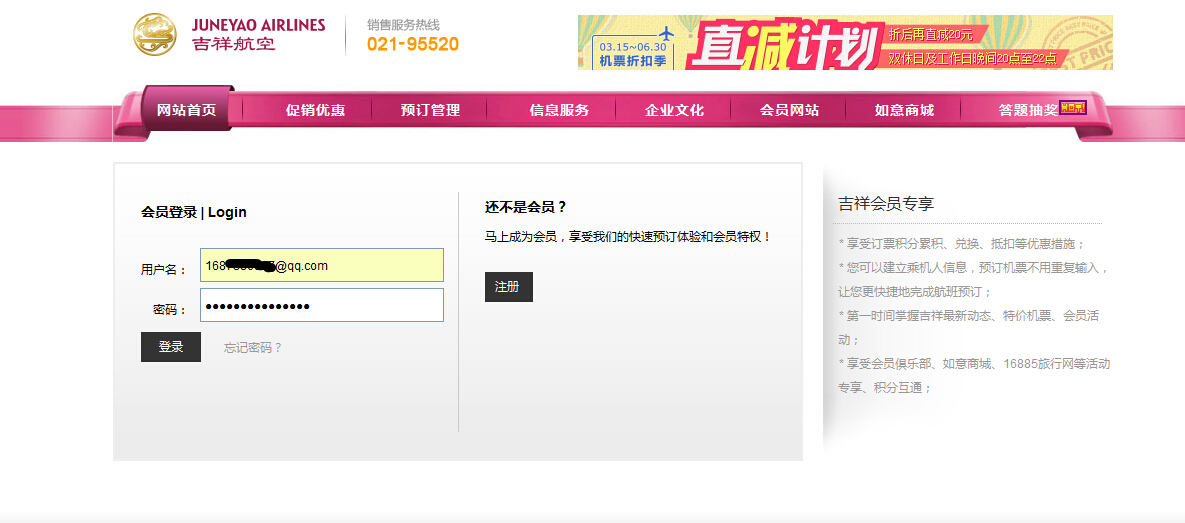 JUNEYAO AIRLINES
吉祥航空
销售服务热线
021-95520
03.15~06.30
机票折扣季
直减计划
折后再直减20元
双休日及工作日晚间20点至22点
网站首页
促销优惠
预订管理
信息服务
企业文化
会员网站
如意商城
答题抽奖
会员登录 | Login
用户名：
168
@qq.com
密码：
登录
忘记密码？
还不是会员？
马上成为会员，享受我们的快速预订体验和会员特权！
注册
吉祥会员专享
* 享受订票积分累积、兑换、抵扣等优惠措施；
* 您可以建立乘机人信息，预订机票不用重复输入，
让您更快捷地完成航班预订；
* 第一时间掌握吉祥最新动态、特价机票、会员活
动；
* 享受会员俱乐部、如意商城、16885旅行网等活动
专享、积分互通；